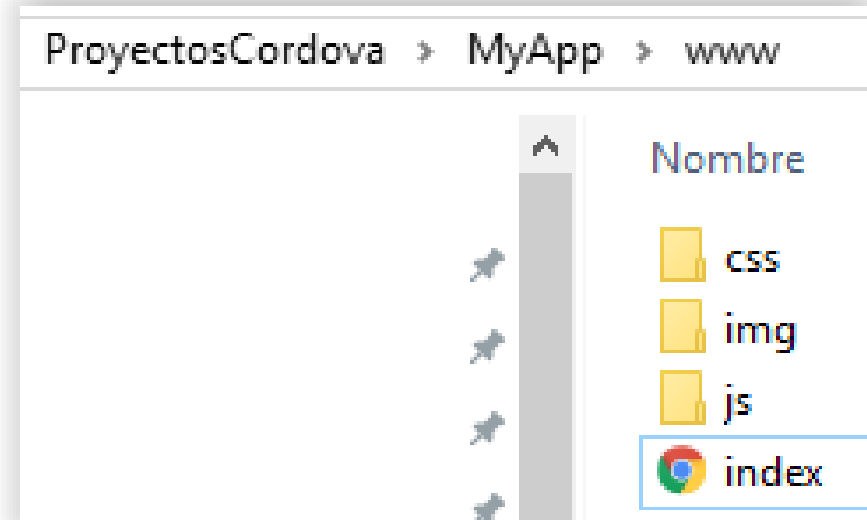 ProyectosCordova > MyApp > www
Nombre
css
img
js
index